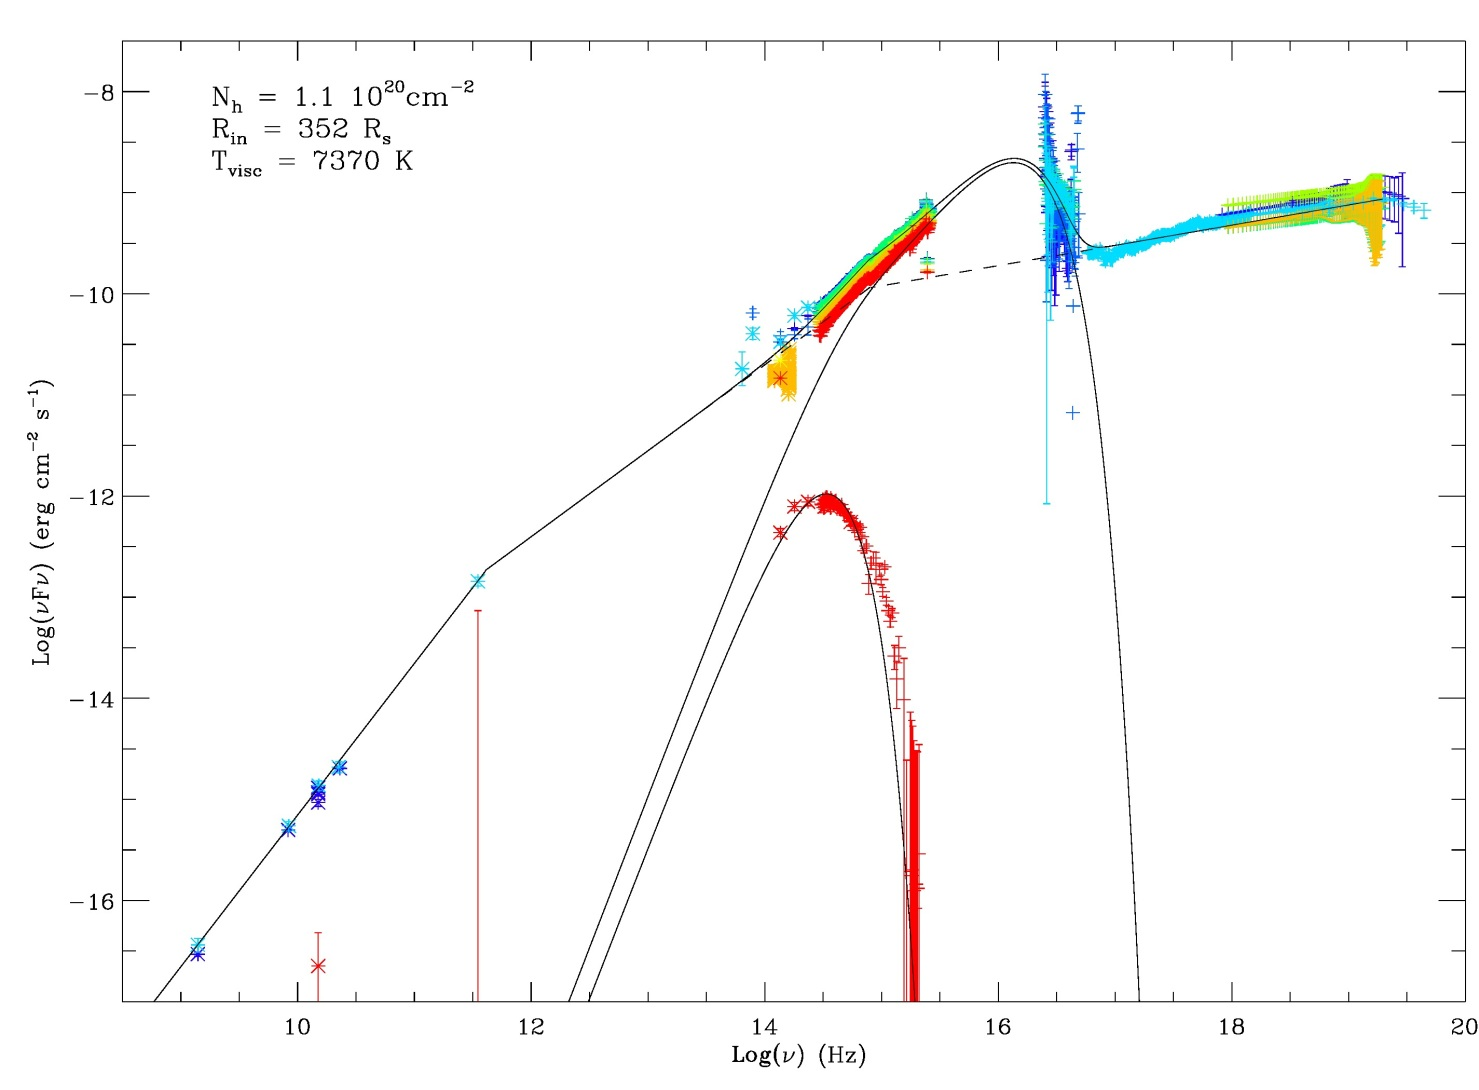 N_h = 1.1 10^20 cm^−2
R_in = 352 R_s
T_visc = 7370 K
−8
−10
−12
−14
−16
Log(νFν) (erg cm^−2 s^−1)
10 12 14 16 18 20
Log(ν) (Hz)